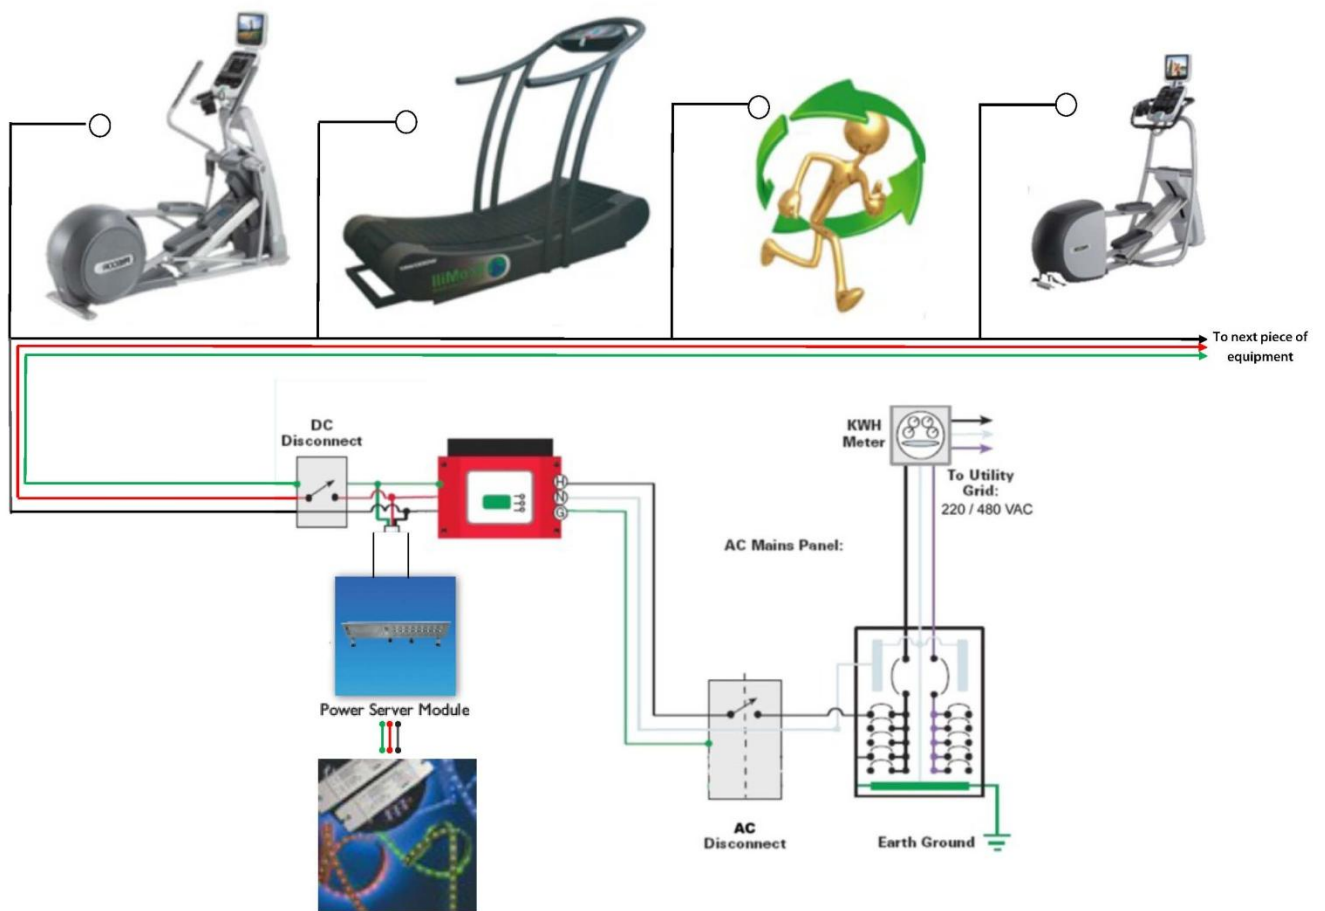 To next piece of
equipment
DC
Disconnect
KWH
Meter
To Utility
Grid:
220 / 480 VAC
H
N
G
AC Mains Panel:
Power Server Module
AC
Disconnect
Earth Ground